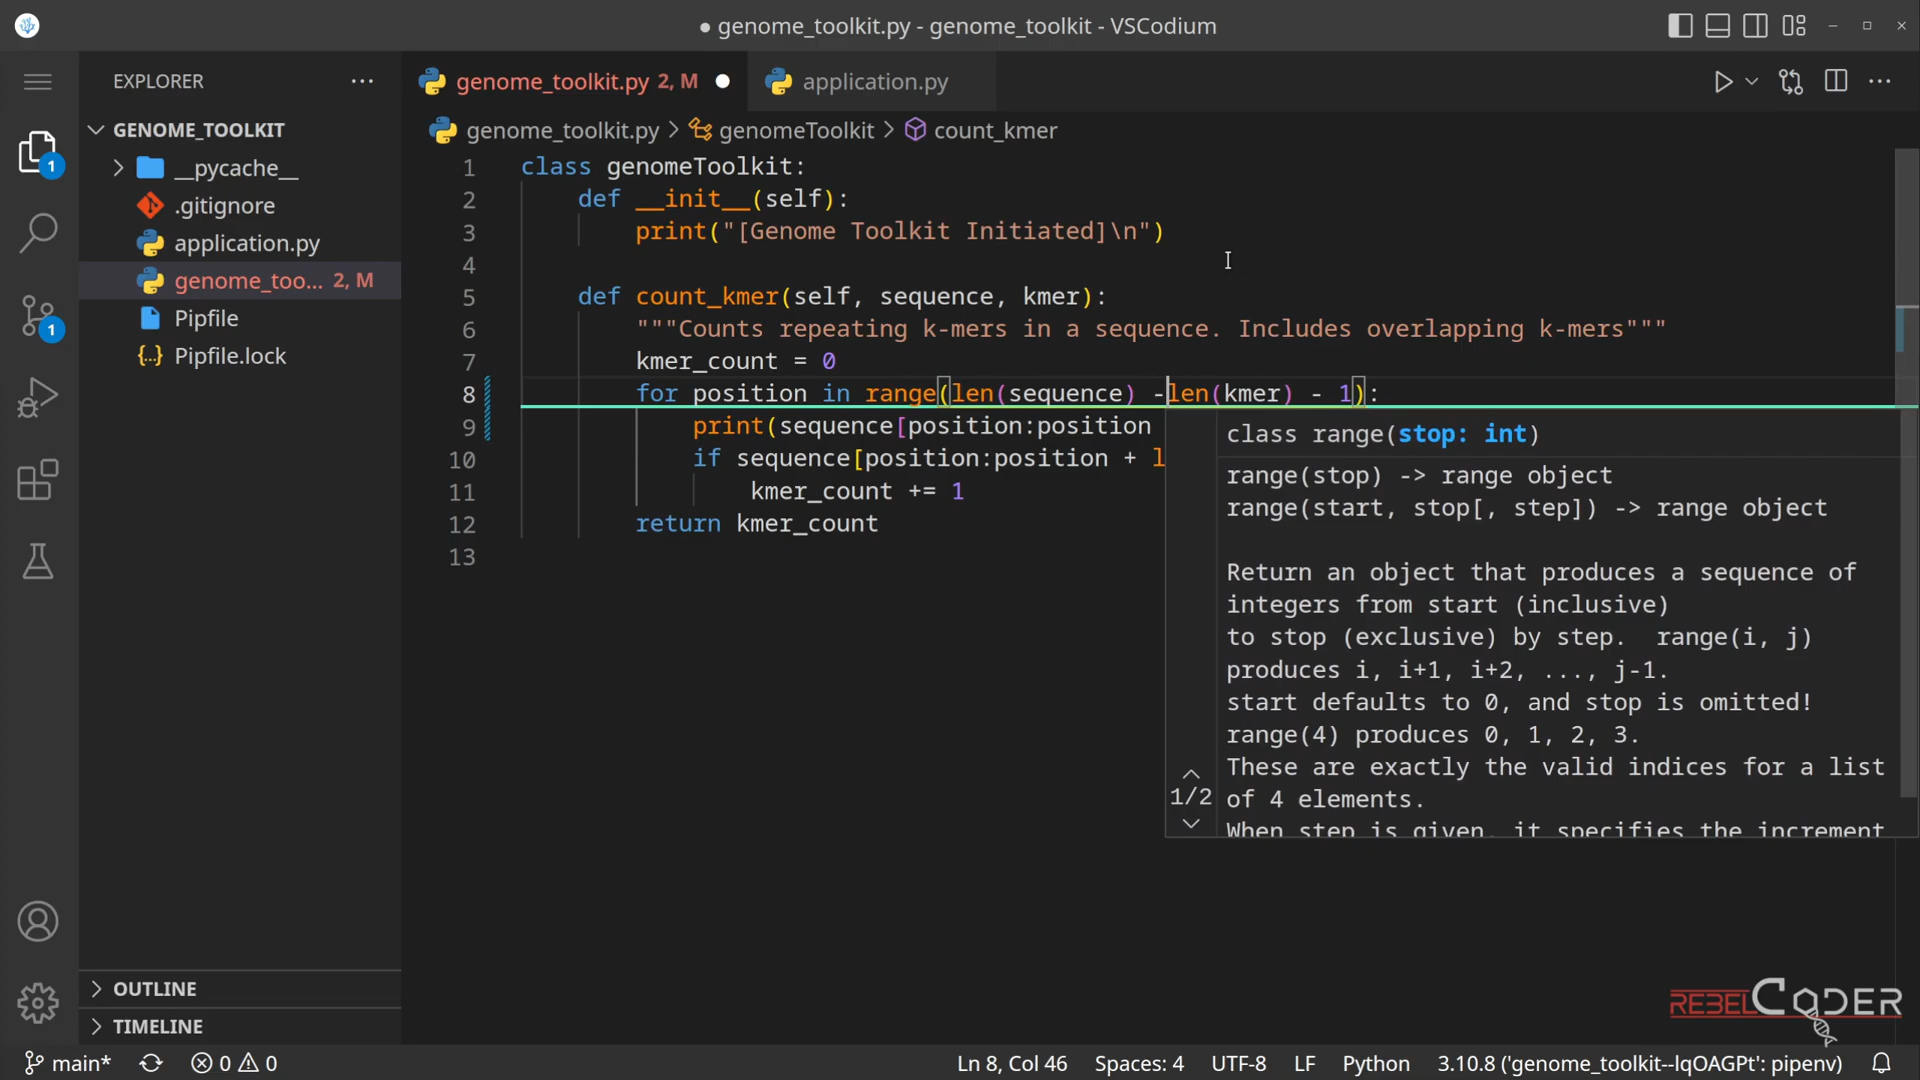 ● genome_toolkit.py - genome_toolkit - VSCodium
EXPLORER
genome_toolkit.py 2, M
application.py
GENOME_TOOLKIT
__pycache__
.gitignore
application.py
genome_too... 2, M
Pipfile
Pipfile.lock
1
1
genome_toolkit.py > genomeToolkit > count_kmer
1 class genomeToolkit:
2 def __init__(self):
3 print("[Genome Toolkit Initiated]\n")
4
5 def count_kmer(self, sequence, kmer):
6 """Counts repeating k-mers in a sequence. Includes overlapping k-mers"""
7 kmer_count = 0
8 for position in range(len(sequence) -len(kmer) - 1):
9 print(sequence[position:position
10 if sequence[position:position + l
11 kmer_count += 1
12 return kmer_count
13
class range(stop: int)
range(stop) -> range object
range(start, stop[, step]) -> range object
Return an object that produces a sequence of
integers from start (inclusive)
to stop (exclusive) by step. range(i, j)
produces i, i+1, i+2, ..., j-1.
start defaults to 0, and stop is omitted!
range(4) produces 0, 1, 2, 3.
These are exactly the valid indices for a list
of 4 elements.
When step is given, it specifies the increment
1/2
OUTLINE
TIMELINE
REBELCODER
main* 0 0
Ln 8, Col 46 Spaces: 4 UTF-8 LF Python 3.10.8 ('genome_toolkit--lqOAGPt': pipenv)